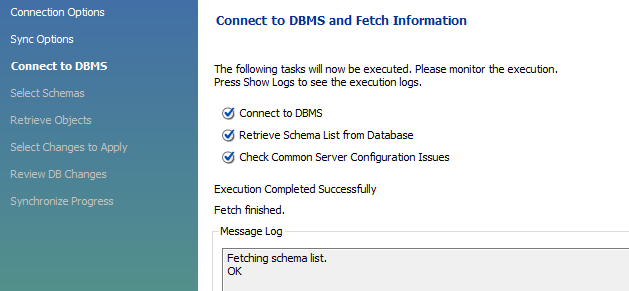 Connection Options
Sync Options
Connect to DBMS
Select Schemas
Retrieve Objects
Select Changes to Apply
Review DB Changes
Synchronize Progress
Connect to DBMS and Fetch Information
The following tasks will now be executed. Please monitor the execution.
Press Show Logs to see the execution logs.
Connect to DBMS
Retrieve Schema List from Database
Check Common Server Configuration Issues
Execution Completed Successfully
Fetch finished.
Message Log
Fetching schema list.
OK